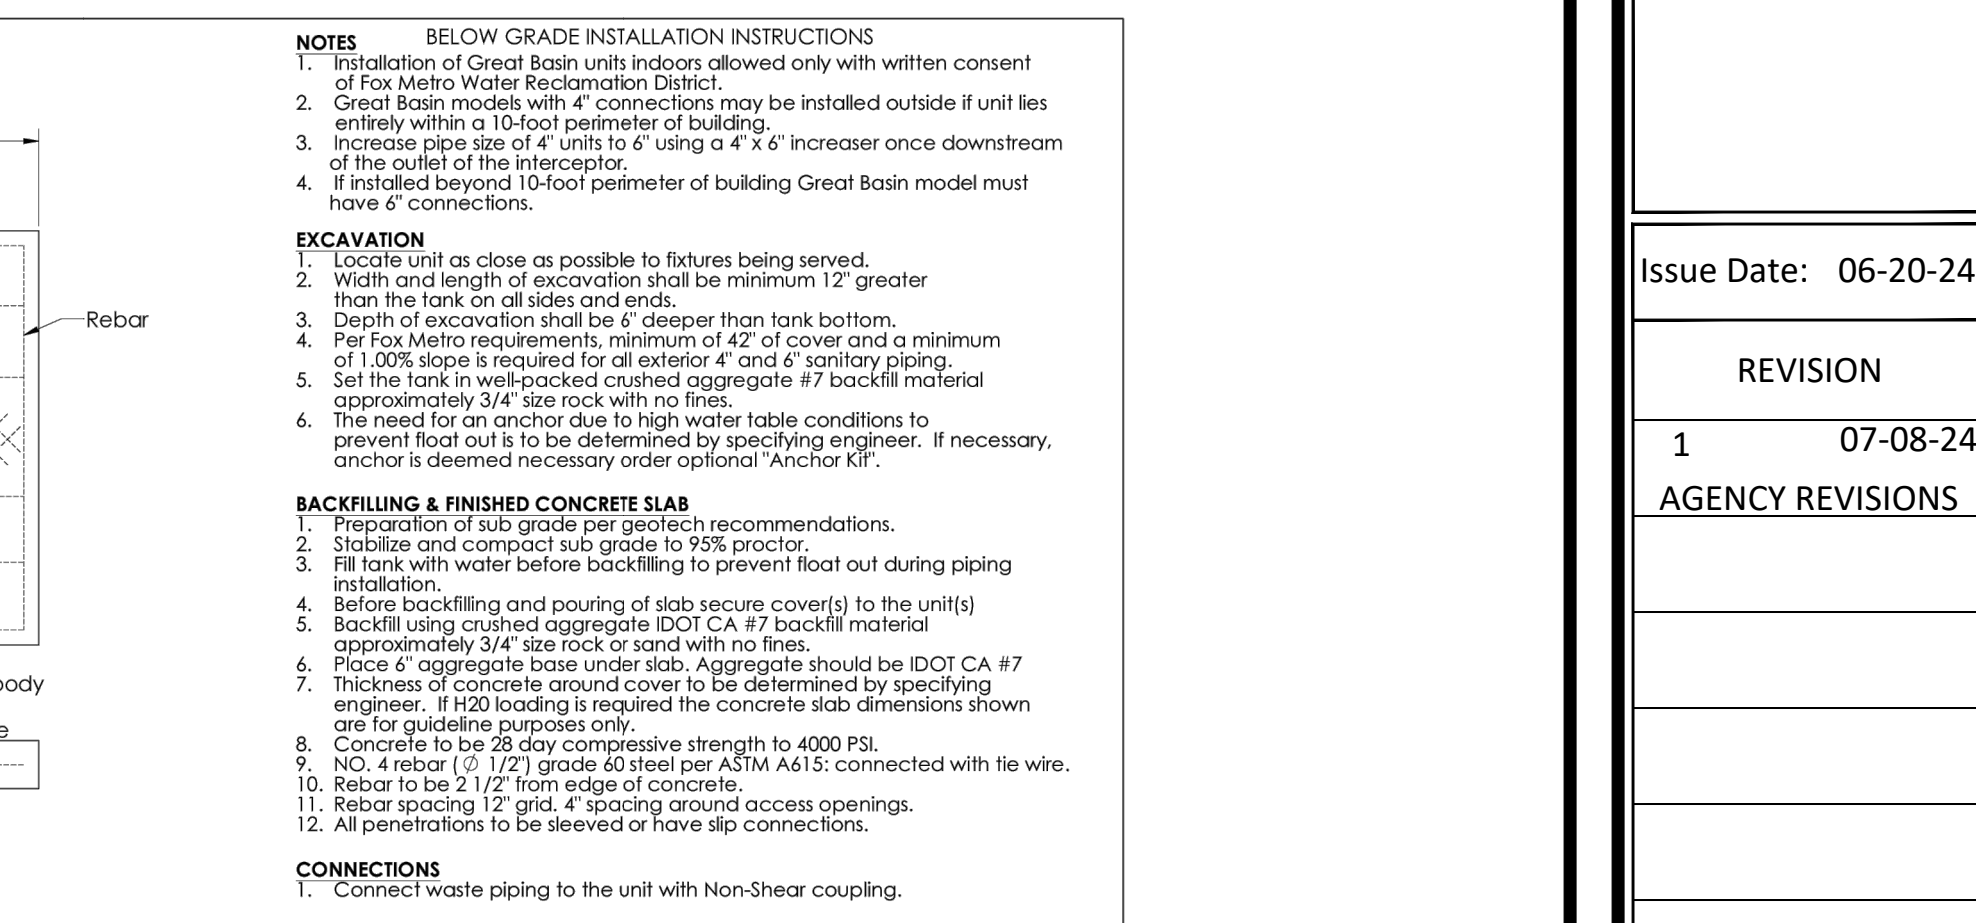 BELOW GRADE INSTALLATION INSTRUCTIONS
NOTES
1. Installation of Great Basin units indoors allowed only with written consent
of Fox Metro Water Reclamation District.
2. Great Basin models with 4" connections may be installed outside if unit lies
entirely within a 10-foot perimeter of building.
3. Increase pipe size of 4" units to 6" using a 4" x 6" increaser once downstream
of the outlet of the interceptor.
4. If installed beyond 10-foot perimeter of building Great Basin model must
have 6" connections.
EXCAVATION
1. Locate unit as close as possible to fixtures being served.
2. Width and length of excavation shall be minimum 12" greater
than the tank on all sides and ends.
3. Depth of excavation shall be 6" deeper than tank bottom.
4. Per Fox Metro requirements, minimum of 42" of cover and a minimum
of 1.00% slope is required for all exterior 4" and 6" sanitary piping.
5. Set the tank in well-packed crushed aggregate #7 backfill material
approximately 3/4" size rock with no fines.
6. The need for an anchor due to high water table conditions to
prevent float out is to be determined by specifying engineer. If necessary,
anchor is deemed necessary order optional "Anchor Kit".
BACKFILLING & FINISHED CONCRETE SLAB
1. Preparation of sub grade per geotech recommendations.
2. Stabilize and compact sub grade to 95% proctor.
3. Fill tank with water before backfilling to prevent float out during piping
installation.
4. Before backfilling and pouring of slab secure cover(s) to the unit(s)
5. Backfill using crushed aggregate IDOT CA #7 backfill material
approximately 3/4" size rock or sand with no fines.
6. Place 6" aggregate base under slab. Aggregate should be IDOT CA #7
7. Thickness of concrete around cover to be determined by specifying
engineer. If H20 loading is required the concrete slab dimensions shown
are for guideline purposes only.
8. Concrete to be 28 day compressive strength to 4000 PSI.
9. NO. 4 rebar (∅ 1/2") grade 60 steel per ASTM A615: connected with tie wire.
10. Rebar to be 2 1/2" from edge of concrete.
11. Rebar spacing 12" grid. 4" spacing around access openings.
12. All penetrations to be sleeved or have slip connections.
CONNECTIONS
1. Connect waste piping to the unit with Non-Shear coupling.
Rebar
body
e
Issue Date: 06-20-24
REVISION
1 07-08-24
AGENCY REVISIONS